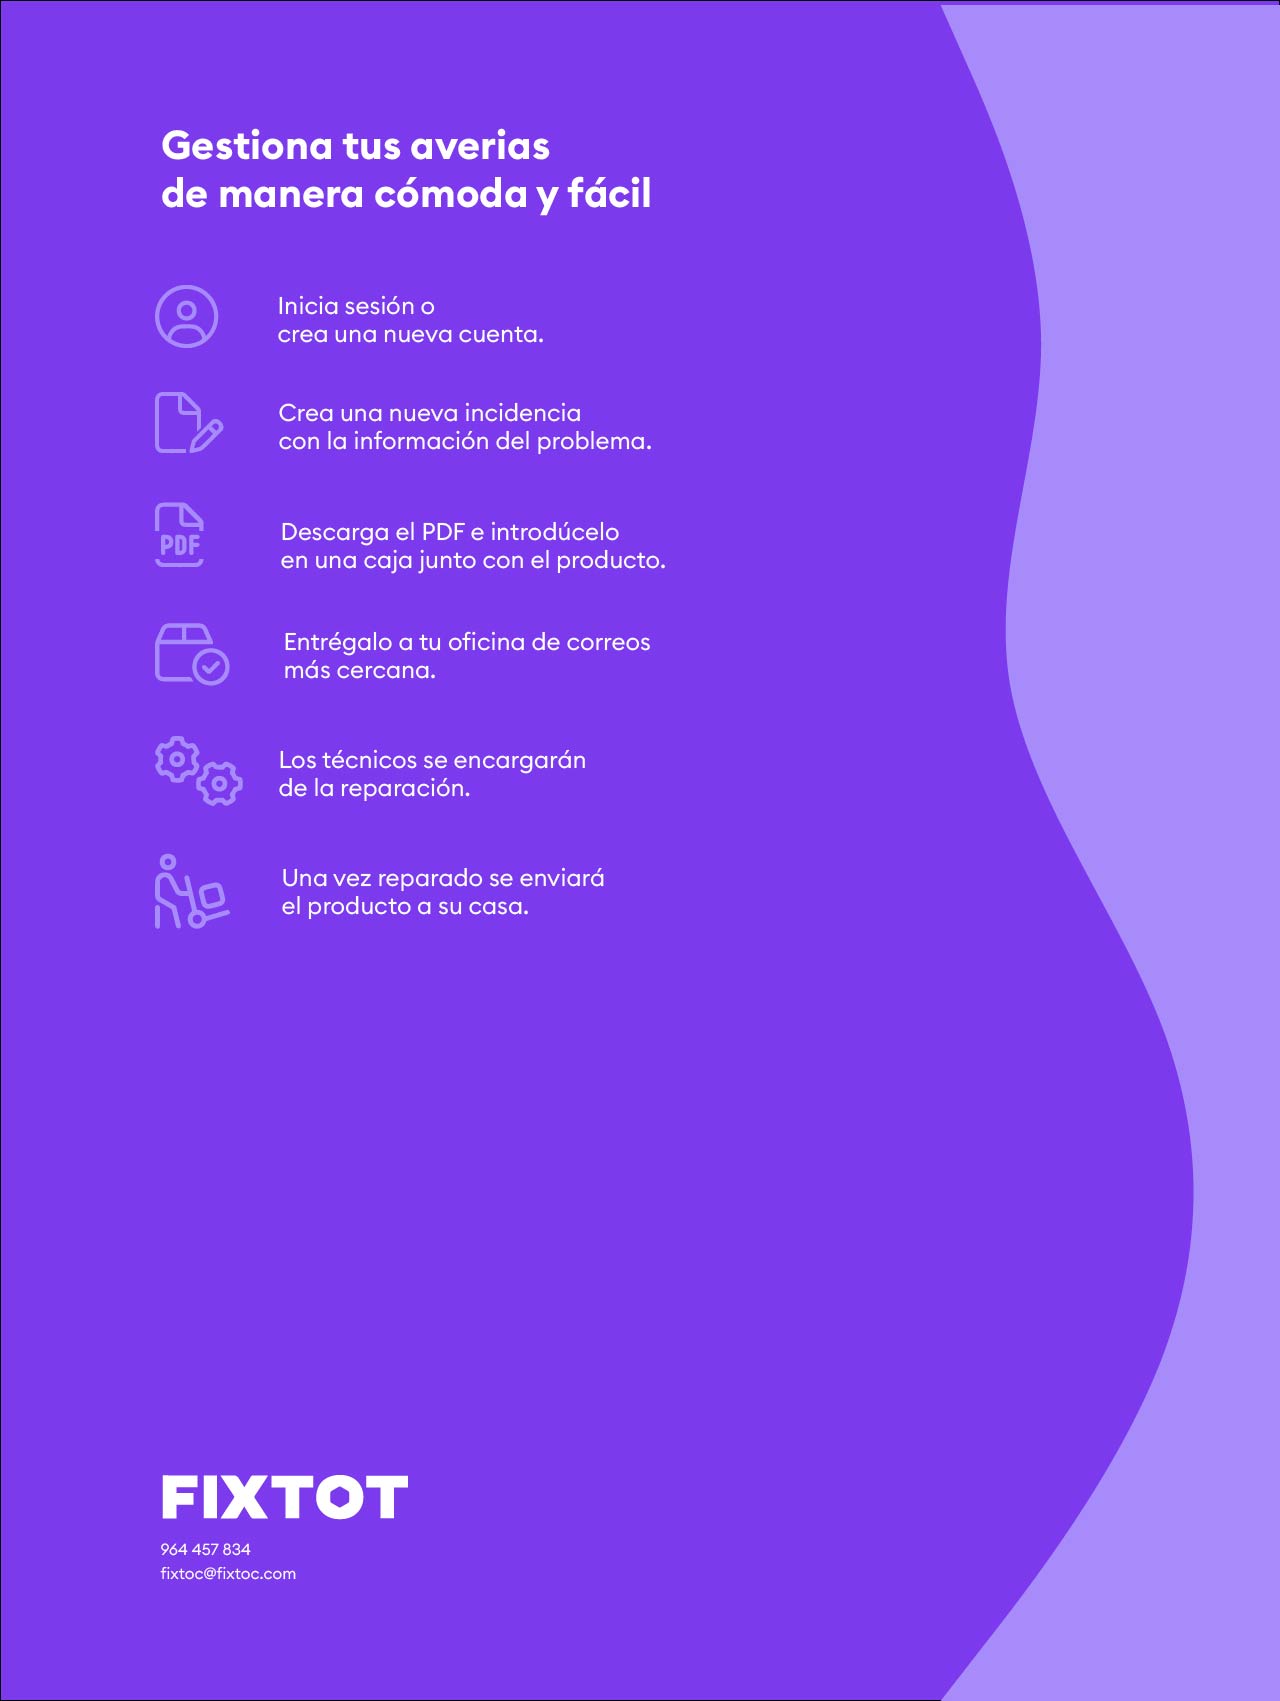 Gestiona tus averias
de manera cómoda y fácil
Inicia sesión o
crea una nueva cuenta.
Crea una nueva incidencia
con la información del problema.
PDF
Descarga el PDF e introdúcelo
en una caja junto con el producto.
Entrégalo a tu oficina de correos
más cercana.
Los técnicos se encargarán
de la reparación.
Una vez reparado se enviará
el producto a su casa.
FIXTOT
964 457 834
fixtoc@fixtoc.com